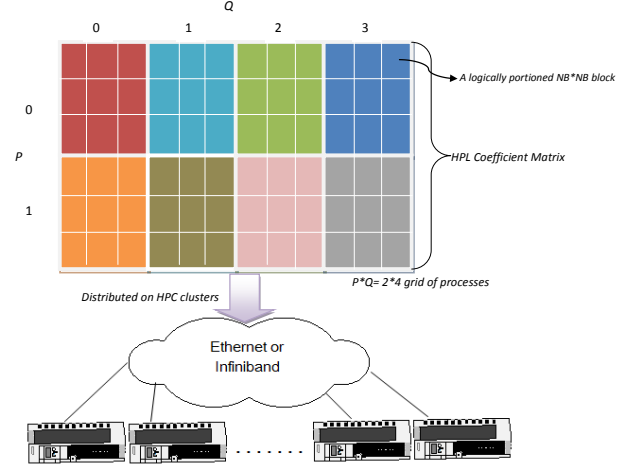 Q
0 1 2 3
A logically portioned NB*NB block
0
P
HPL Coefficient Matrix
1
P*Q= 2*4 grid of processes
Distributed on HPC clusters
Ethernet or
Infiniband
. . . . . . .